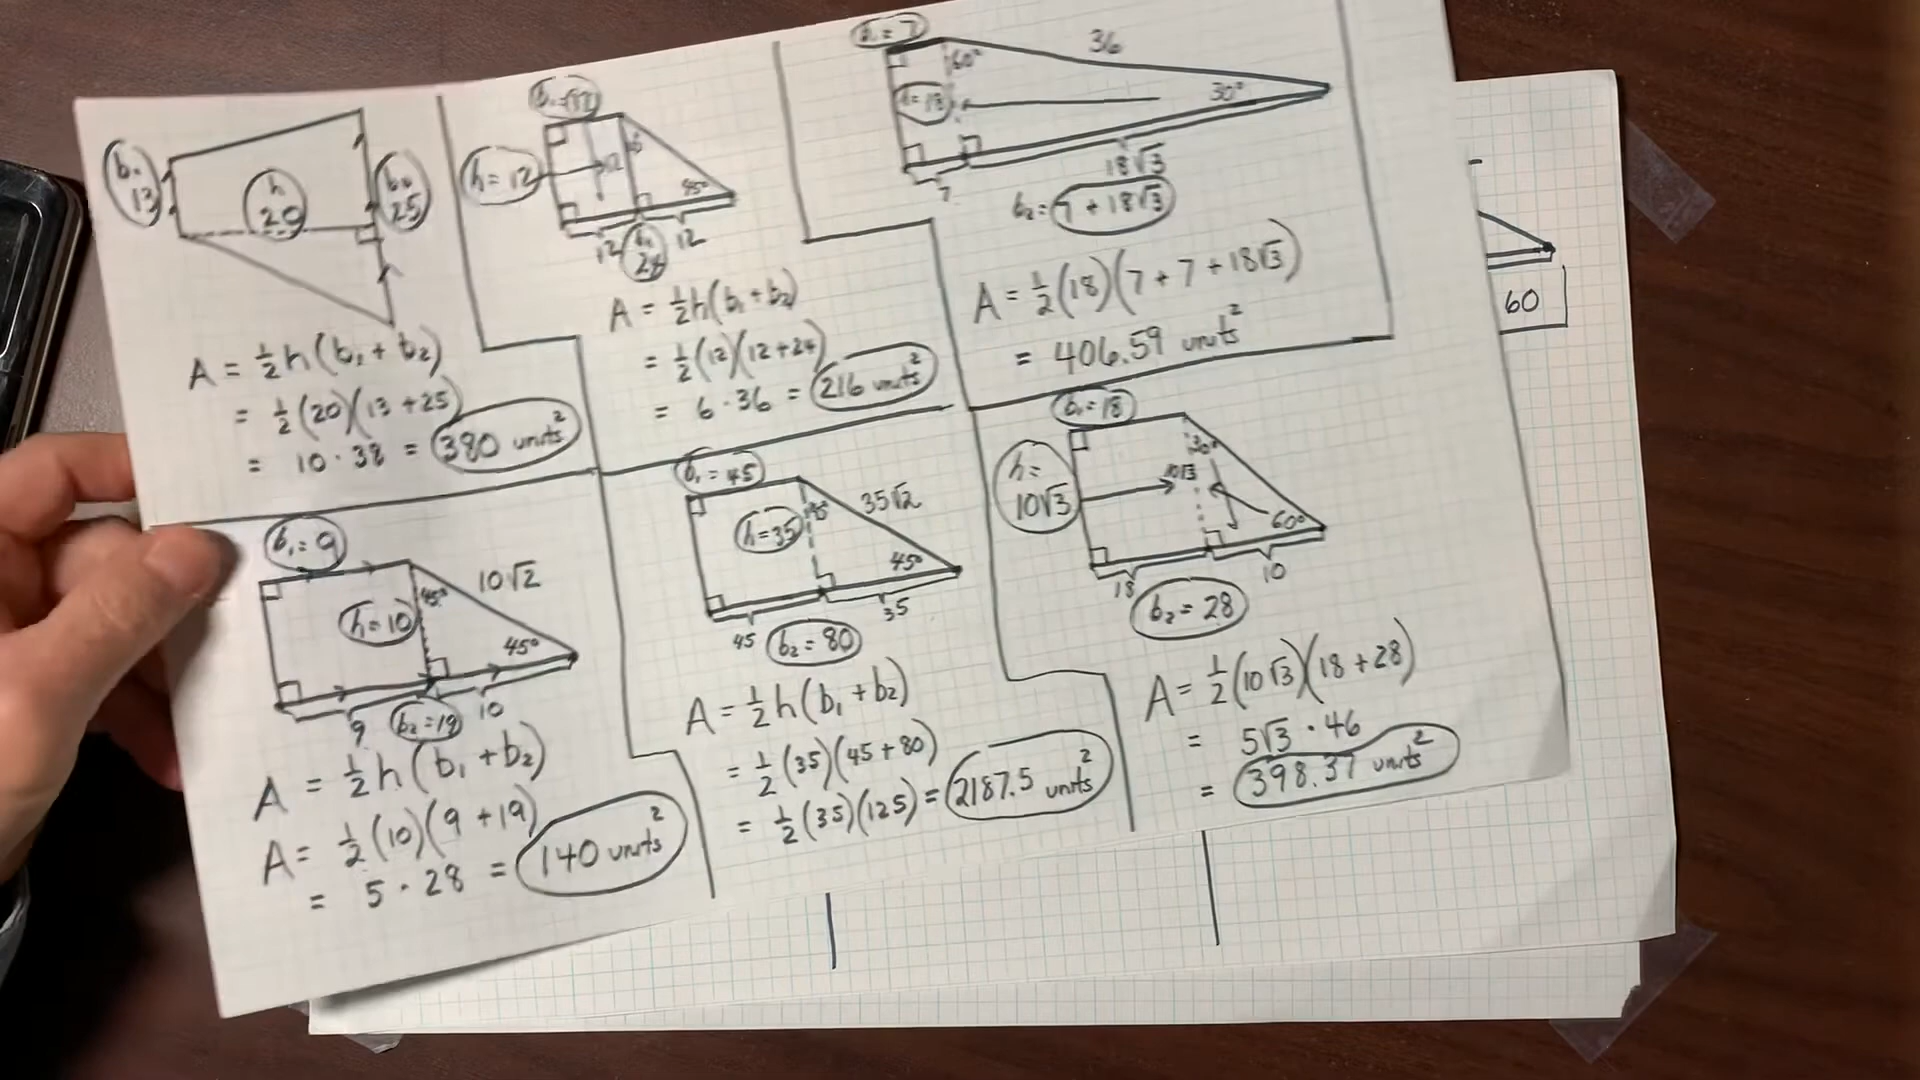 b₁ 13
h 20
b₂ 25
A = ½h(b₁ + b₂)
= ½(20)(13 + 25)
= 10 · 38 = 380 units²
b₁ = 12
h = 12
12
45°
12
12
24
A = ½h(b₁ + b₂)
= ½(12)(12 + 24)
= 6 · 36 = 216 units²
b₁ = 7
36
60°
h = 18
30°
18√3
7
b₂ = 7 + 18√3
A = ½(18)(7 + 7 + 18√3)
= 406.59 units²
60
b₁ = 9
10√2
45°
h = 10
45°
9
b₂ = 19
10
A = ½h(b₁ + b₂)
A = ½(10)(9 + 19)
= 5 · 28 = 140 units²
b₁ = 45
35√2
45°
h = 35
45°
45
b₂ = 80
35
A = ½h(b₁ + b₂)
= ½(35)(45 + 80)
= ½(35)(125) = 2187.5 units²
b₁ = 18
30°
h = 10√3
10√3
60°
18
10
b₂ = 28
A = ½(10√3)(18 + 28)
= 5√3 · 46
= 398.37 units²